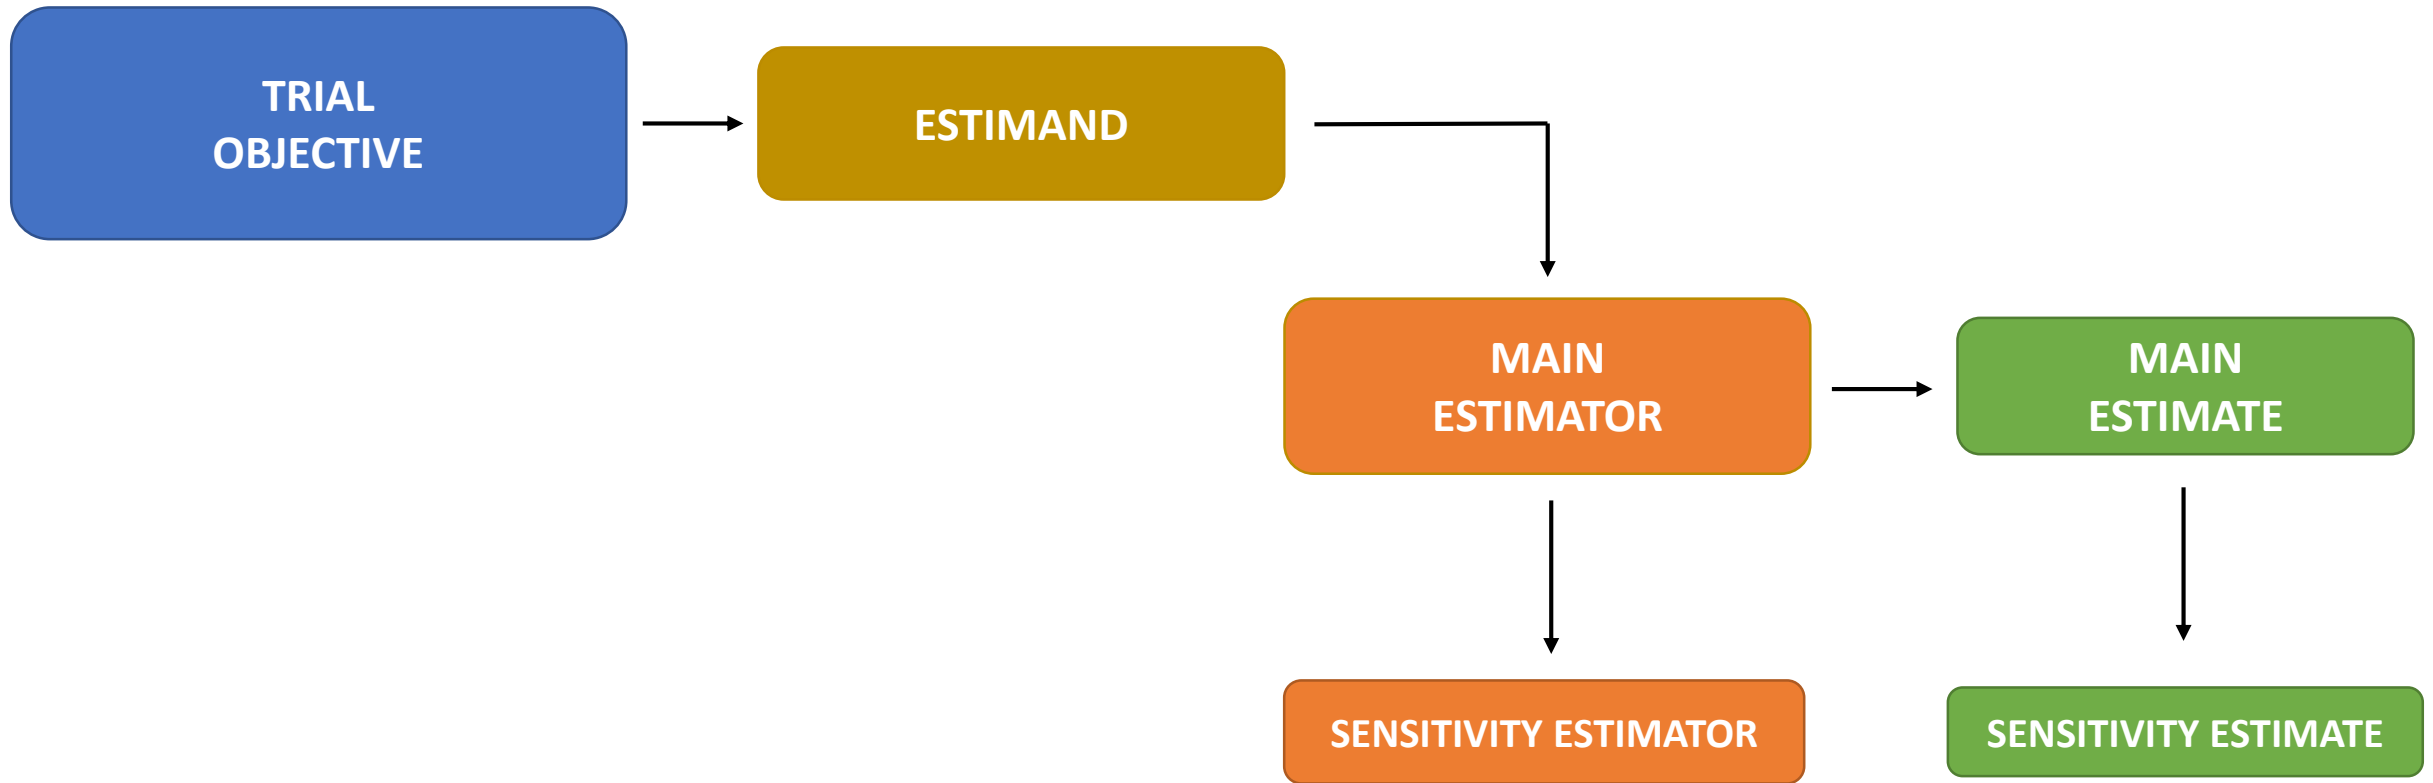 TRIAL
OBJECTIVE
ESTIMAND
MAIN
ESTIMATOR
MAIN
ESTIMATE
SENSITIVITY ESTIMATOR
SENSITIVITY ESTIMATE